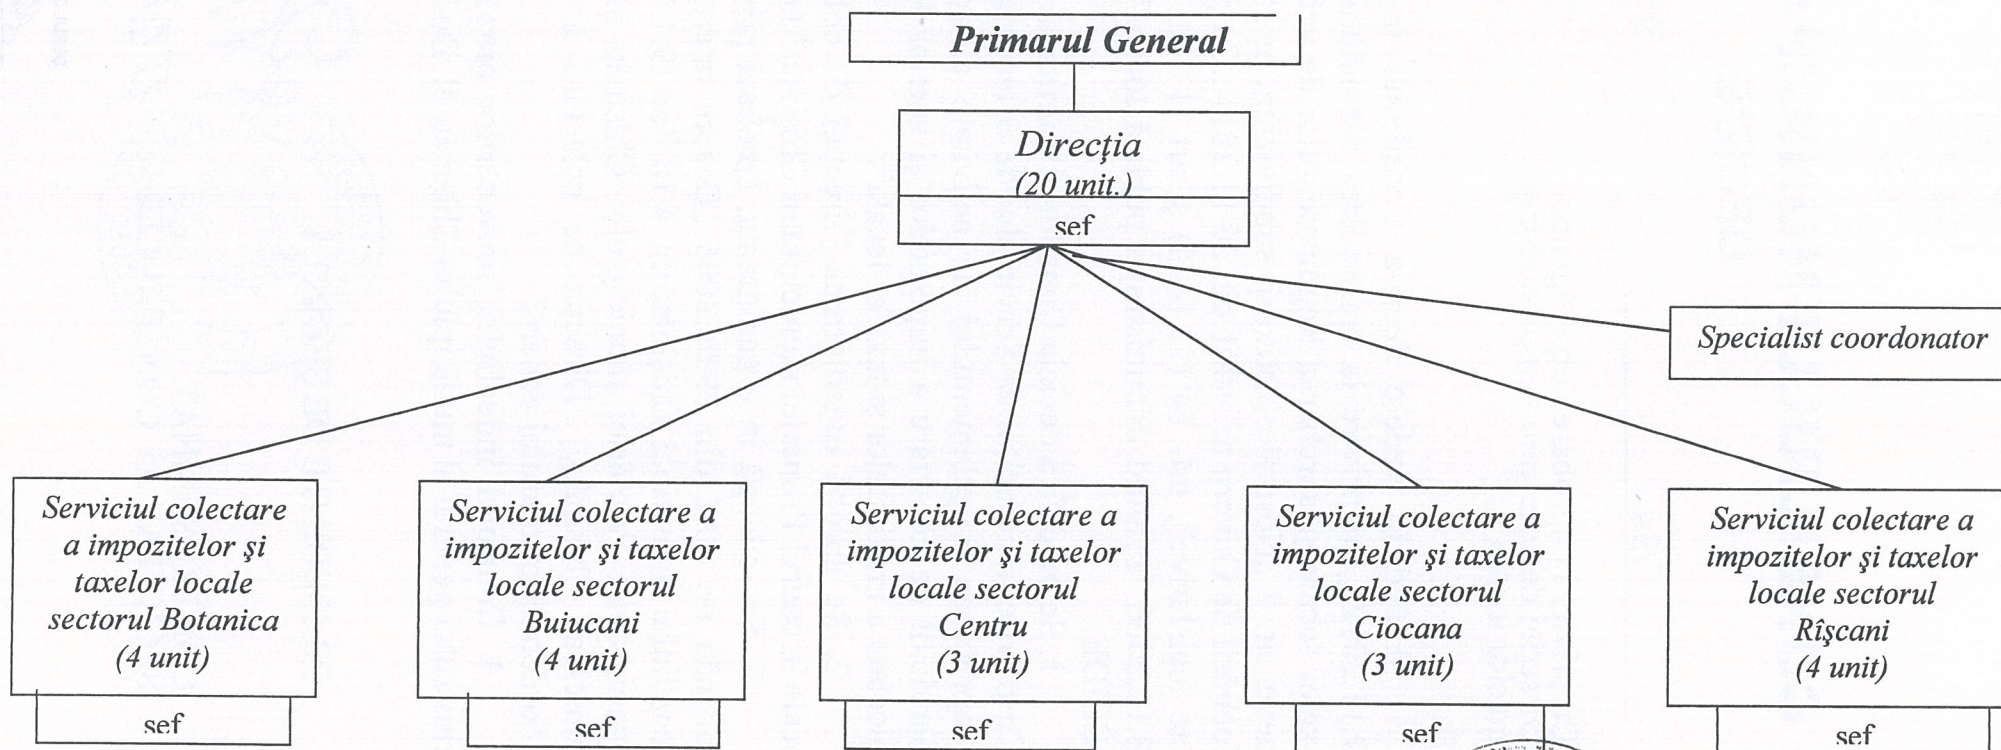 Primarul General
Direcţia
(20 unit.)
sef
Specialist coordonator
Serviciul colectare
a impozitelor şi
taxelor locale
sectorul Botanica
(4 unit)
sef
Serviciul colectare a
impozitelor şi taxelor
locale sectorul
Buiucani
(4 unit)
sef
Serviciul colectare a
impozitelor şi taxelor
locale sectorul
Centru
(3 unit)
sef
Serviciul colectare a
impozitelor şi taxelor
locale sectorul
Ciocana
(3 unit)
sef
Serviciul colectare a
impozitelor şi taxelor
locale sectorul
Rîşcani
(4 unit)
sef